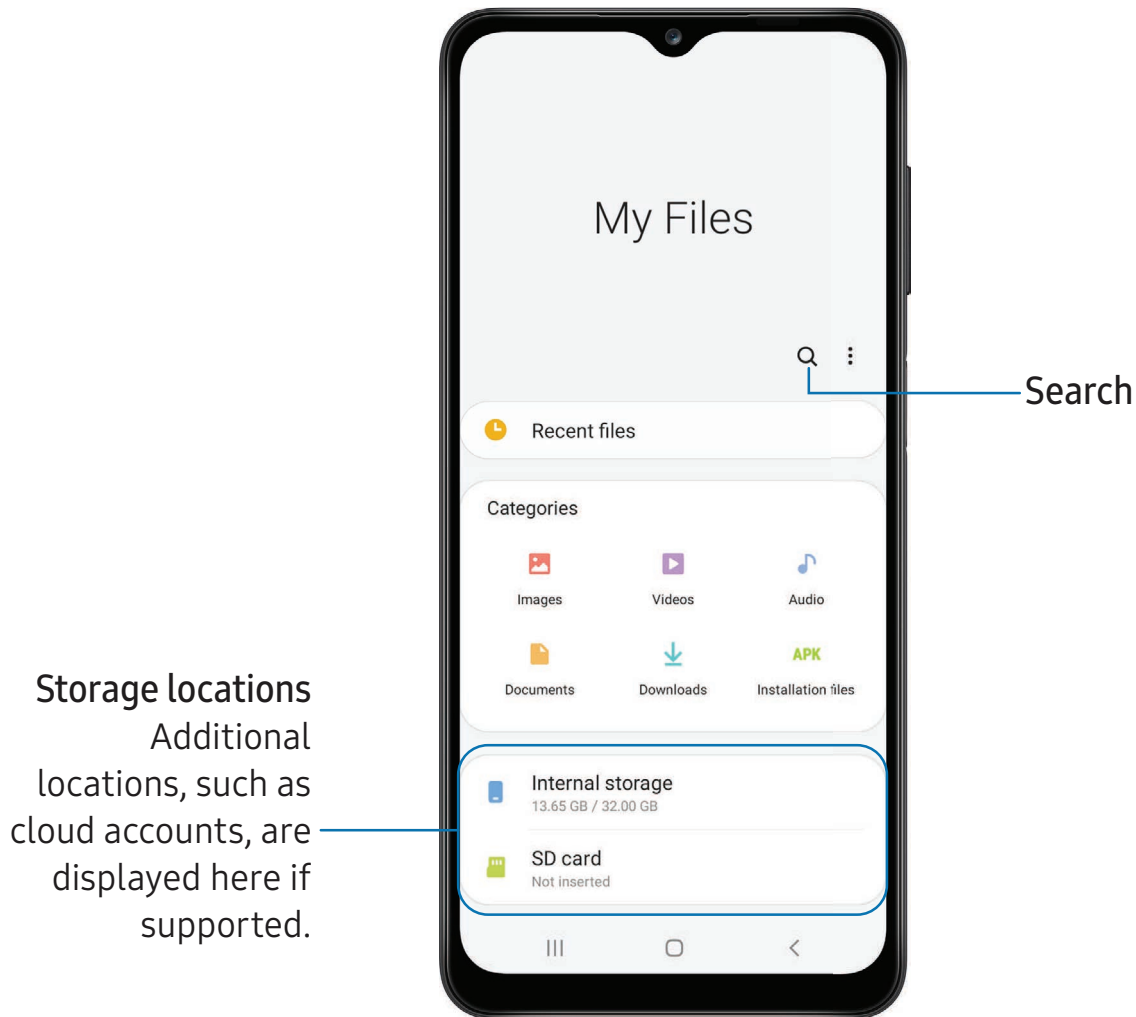 My Files
Search
Recent files
Categories
Images
Videos
Audio
APK
Documents
Downloads
Installation files
Storage locations
Additional
locations, such as
cloud accounts, are
displayed here if
supported.
Internal storage
13.65 GB / 32.00 GB
SD card
Not inserted